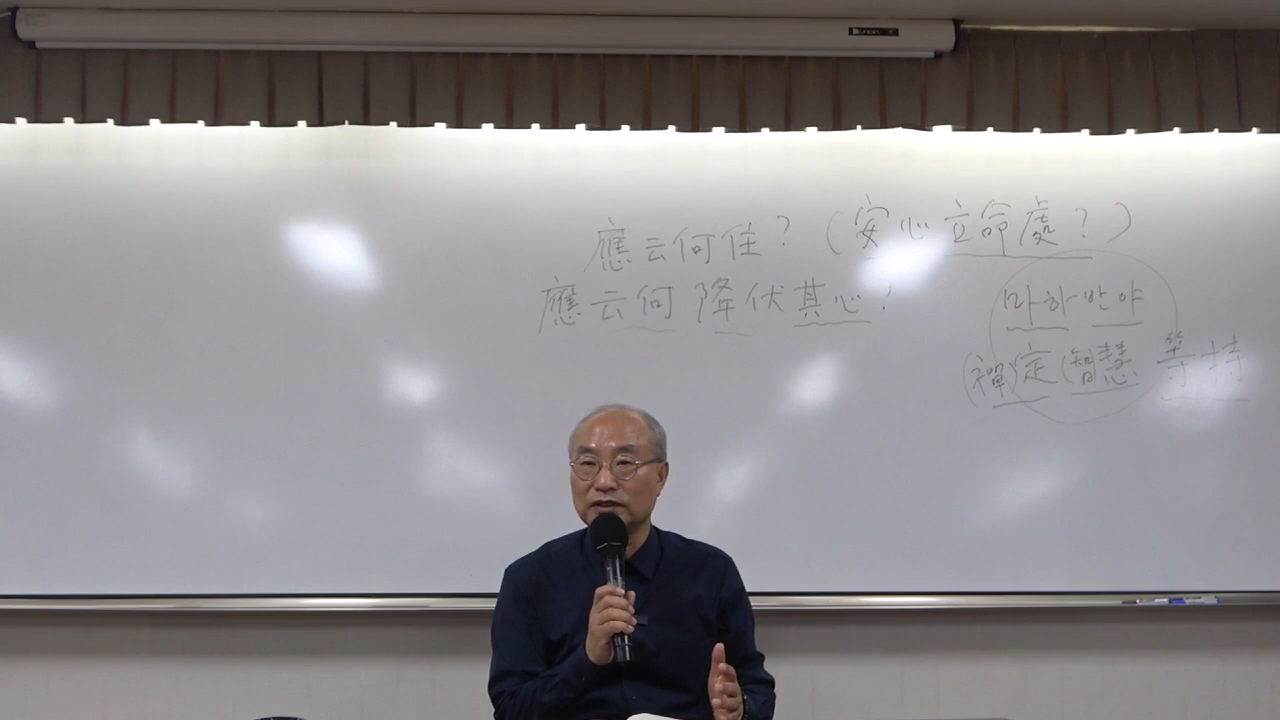 應云何住? (安心立命處?)
應云何 降伏其心?
마하반야
(禪)定(智)慧 等持